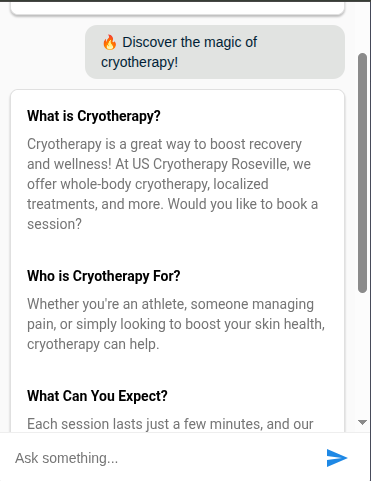 🔥 Discover the magic of
cryotherapy!
What is Cryotherapy?
Cryotherapy is a great way to boost recovery
and wellness! At US Cryotherapy Roseville, we
offer whole-body cryotherapy, localized
treatments, and more. Would you like to book a
session?
Who is Cryotherapy For?
Whether you're an athlete, someone managing
pain, or simply looking to boost your skin health,
cryotherapy can help.
What Can You Expect?
Each session lasts just a few minutes, and our
Ask something...